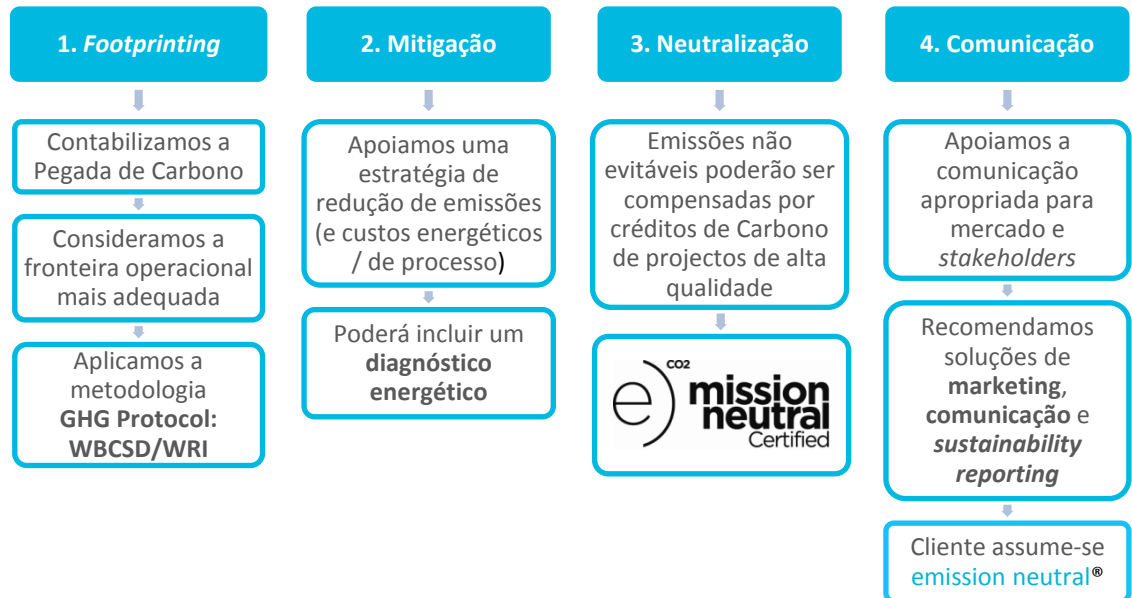 1. Footprinting
Contabilizamos a
Pegada de Carbono
Consideramos a
fronteira operacional
mais adequada
Aplicamos a
metodologia
GHG Protocol:
WBCSD/WRI
2. Mitigação
Apoiamos uma
estratégia de
redução de emissões
(e custos energéticos
/ de processo)
Poderá incluir um
diagnóstico
energético
3. Neutralização
Emissões não
evitáveis poderão ser
compensadas por
créditos de Carbono
de projectos de alta
qualidade
e) CO2 mission
neutral
Certified
4. Comunicação
Apoiamos a
comunicação
apropriada para
mercado e
stakeholders
Recomendamos
soluções de
marketing,
comunicação e
sustainability
reporting
Cliente assume-se
emission neutral®